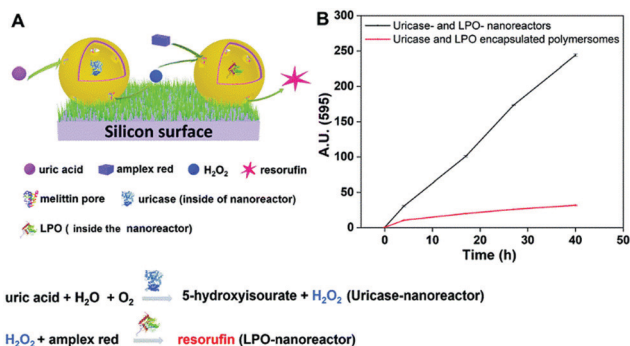 A
Silicon surface
uric acid
amplex red
H₂O₂
resorufin
melittin pore
uricase (inside of nanoreactor)
LPO ( inside the nanoreactor)
B
Uricase- and LPO- nanoreactors
Uricase and LPO encapsulated polymersomes
A.U. (595)
300
250
200
150
100
50
0
0
10
20
30
40
50
Time (h)
uric acid + H₂O + O₂ 5-hydroxyisourate + H₂O₂ (Uricase-nanoreactor)
H₂O₂ + amplex red resorufin (LPO-nanoreactor)